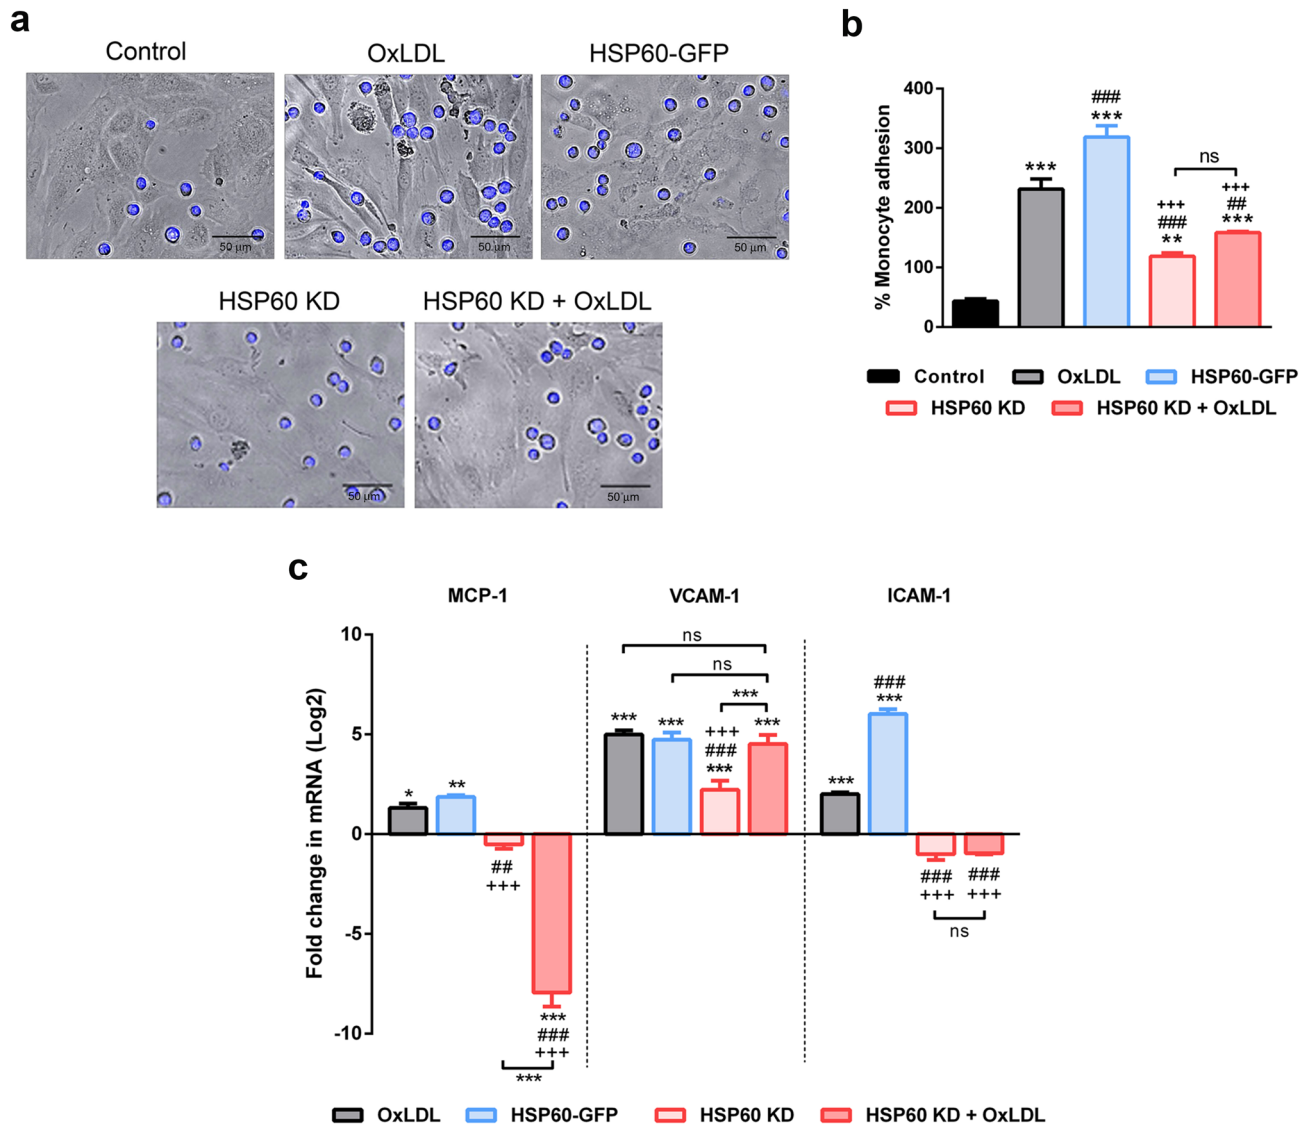 a
Control
OxLDL
HSP60-GFP
50 μm
50 μm
50 μm
HSP60 KD
HSP60 KD + OxLDL
50 μm
50 μm
b
% Monocyte adhesion
400
300
200
100
0
***
###
***
ns
+++
###
**
+++
##
***
Control
OxLDL
HSP60-GFP
HSP60 KD
HSP60 KD + OxLDL
c
MCP-1
VCAM-1
ICAM-1
Fold change in mRNA (Log2)
10
5
0
-5
-10
*
**
##
+++
***
###
+++
***
ns
ns
***
***
***
+++
###
***
***
***
###
***
###
+++
###
+++
ns
OxLDL
HSP60-GFP
HSP60 KD
HSP60 KD + OxLDL